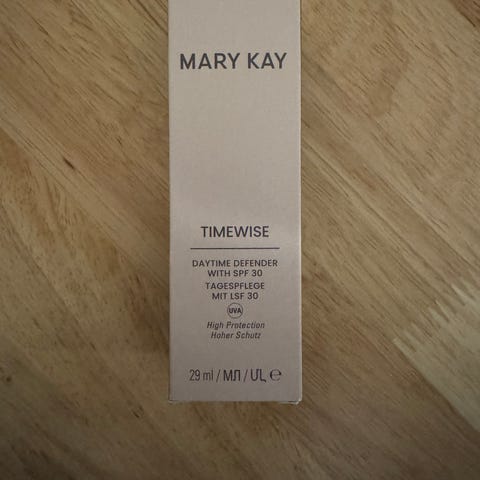 MARY KAY
TIMEWISE
DAYTIME DEFENDER
WITH SPF 30
TAGESPFLEGE
MIT LSF 30
UVA
High Protection
Hoher Schutz
29 ml / МЛ / ՄԼ ℮